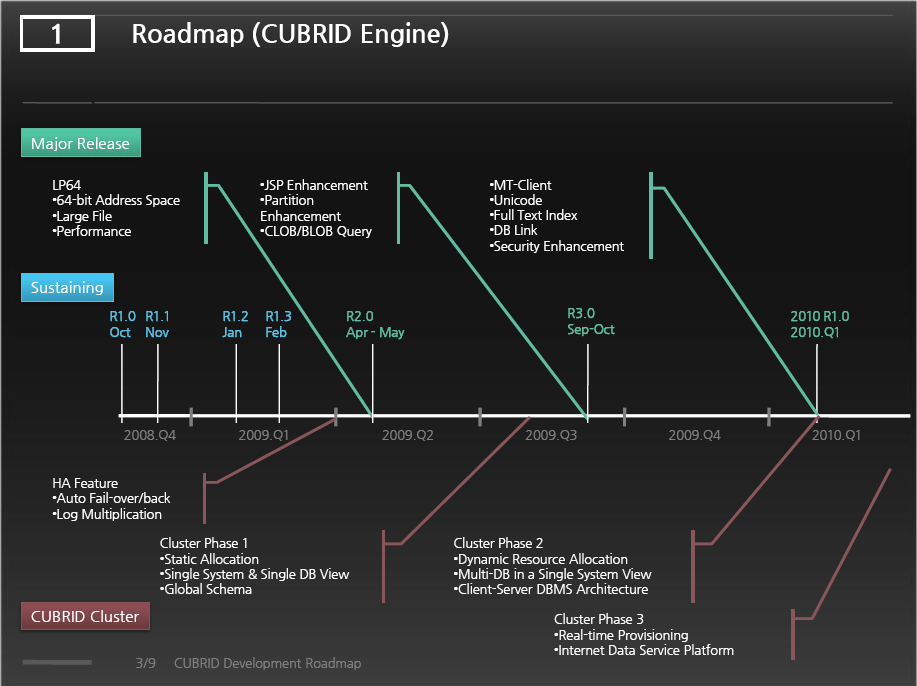 1
Roadmap (CUBRID Engine)
Major Release
LP64
•64-bit Address Space
•Large File
•Performance
•JSP Enhancement
•Partition
Enhancement
•CLOB/BLOB Query
•MT-Client
•Unicode
•Full Text Index
•DB Link
•Security Enhancement
Sustaining
R1.0
Oct
R1.1
Nov
R1.2
Jan
R1.3
Feb
R2.0
Apr - May
R3.0
Sep-Oct
2010 R1.0
2010.Q1
2008.Q4
2009.Q1
2009.Q2
2009.Q3
2009.Q4
2010.Q1
HA Feature
•Auto Fail-over/back
•Log Multiplication
Cluster Phase 1
•Static Allocation
•Single System & Single DB View
•Global Schema
Cluster Phase 2
•Dynamic Resource Allocation
•Multi-DB in a Single System View
•Client-Server DBMS Architecture
CUBRID Cluster
Cluster Phase 3
•Real-time Provisioning
•Internet Data Service Platform
3/9 CUBRID Development Roadmap